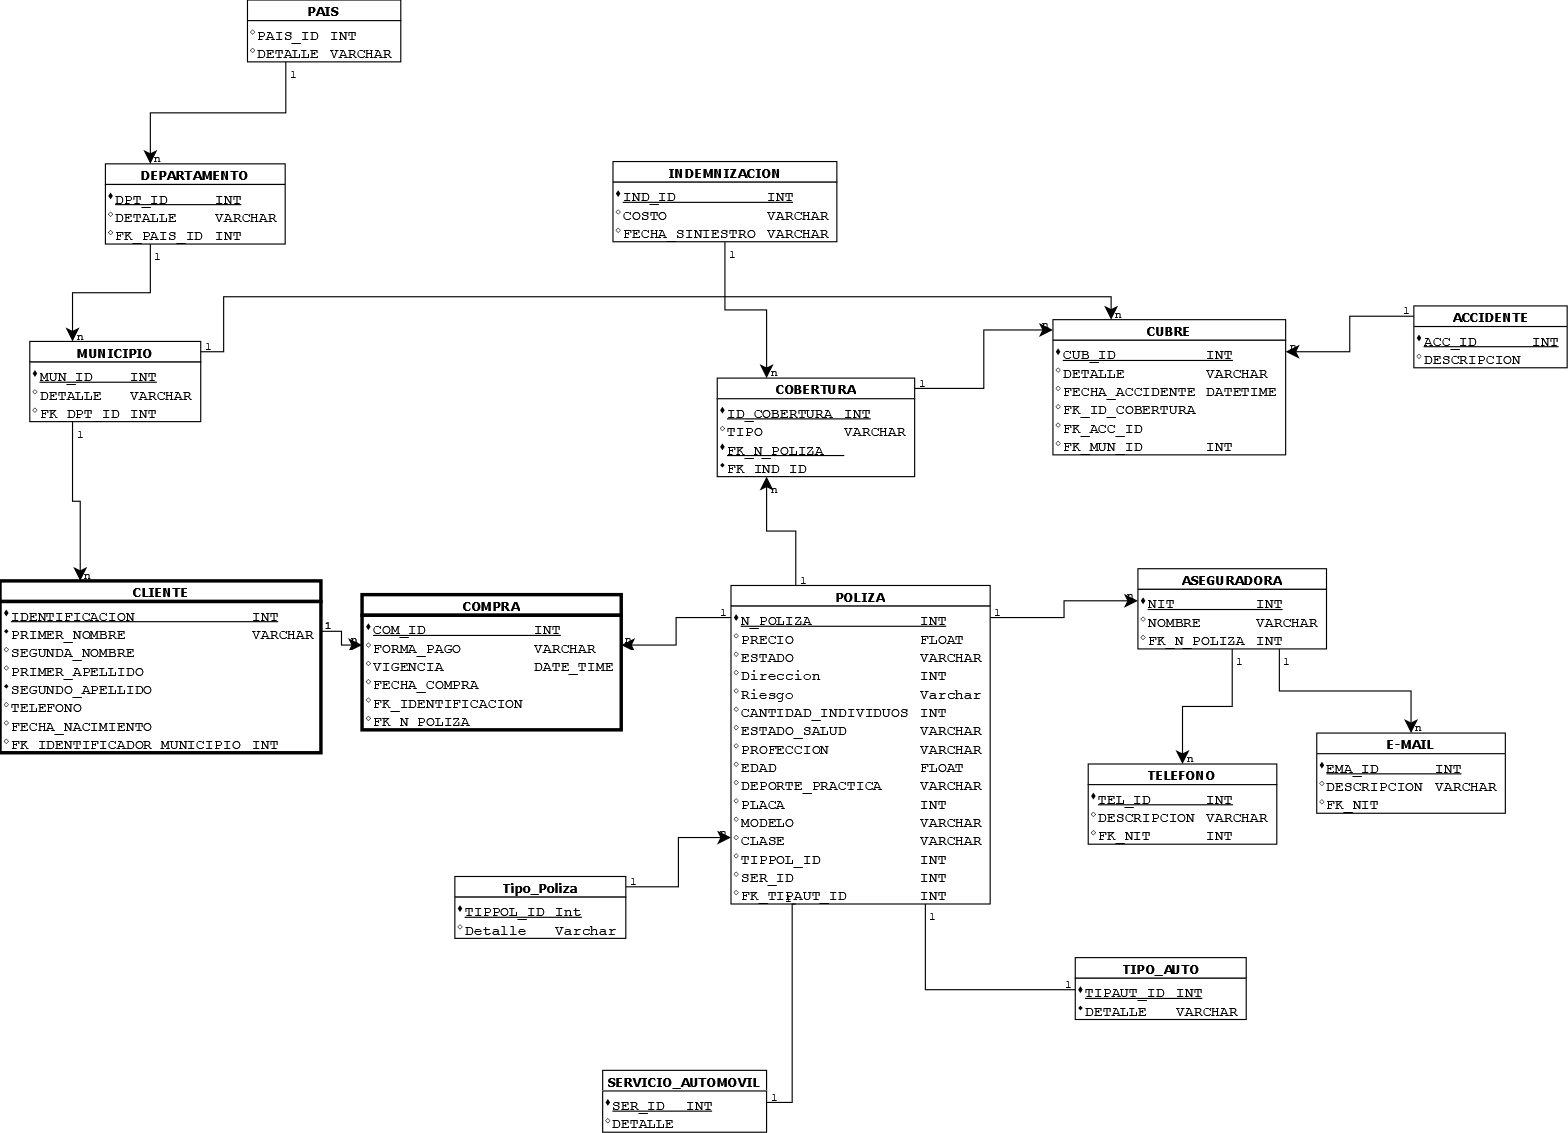 PAIS
PAIS_ID INT
DETALLE VARCHAR
1
n
DEPARTAMENTO
DPT_ID INT
DETALLE VARCHAR
FK_PAIS_ID INT
1
n
INDEMNIZACION
IND_ID INT
COSTO VARCHAR
FECHA_SINIESTRO VARCHAR
1
n
MUNICIPIO
MUN_ID INT
DETALLE VARCHAR
FK_DPT_ID INT
1
1
n
n
CUBRE
CUB_ID INT
DETALLE VARCHAR
FECHA_ACCIDENTE DATETIME
FK_ID_COBERTURA
FK_ACC_ID
FK_MUN_ID INT
n
n
1
ACCIDENTE
ACC_ID INT
DESCRIPCION
COBERTURA
ID_COBERTURA INT
TIPO VARCHAR
FK_N_POLIZA
FK_IND_ID
1
n
CLIENTE
IDENTIFICACION INT
PRIMER_NOMBRE VARCHAR
SEGUNDA_NOMBRE
PRIMER_APELLIDO
SEGUNDO_APELLIDO
TELEFONO
FECHA_NACIMIENTO
FK_IDENTIFICADOR_MUNICIPIO INT
1
n
COMPRA
COM_ID INT
FORMA_PAGO VARCHAR
VIGENCIA DATE_TIME
FECHA_COMPRA
FK_IDENTIFICACION
FK_N_POLIZA
n
1
1
POLIZA
N_POLIZA INT
PRECIO FLOAT
ESTADO VARCHAR
Direccion INT
Riesgo Varchar
CANTIDAD_INDIVIDUOS INT
ESTADO_SALUD VARCHAR
PROFECCION VARCHAR
EDAD FLOAT
DEPORTE_PRACTICA VARCHAR
PLACA INT
MODELO VARCHAR
CLASE VARCHAR
TIPPOL_ID INT
SER_ID INT
FK_TIPAUT_ID INT
1
n
ASEGURADORA
NIT INT
NOMBRE VARCHAR
FK_N_POLIZA INT
1
1
n
n
TELEFONO
TEL_ID INT
DESCRIPCION VARCHAR
FK_NIT INT
E-MAIL
EMA_ID INT
DESCRIPCION VARCHAR
FK_NIT
n
1
Tipo_Poliza
TIPPOL_ID Int
Detalle Varchar
1
1
1
TIPO_AUTO
TIPAUT_ID INT
DETALLE VARCHAR
SERVICIO_AUTOMOVIL
SER_ID INT
DETALLE
1